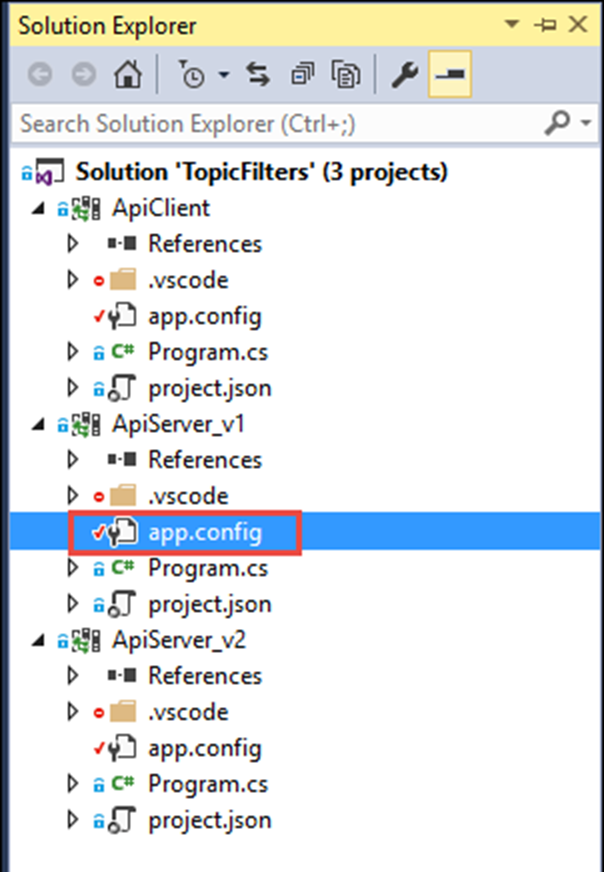 Solution Explorer
Search Solution Explorer (Ctrl+;)
Solution 'TopicFilters' (3 projects)
ApiClient
References
.vscode
app.config
C# Program.cs
project.json
ApiServer_v1
References
.vscode
app.config
C# Program.cs
project.json
ApiServer_v2
References
.vscode
app.config
C# Program.cs
project.json